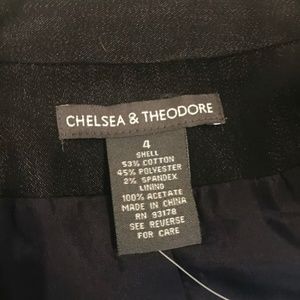 CHELSEA & THEODORE
4
SHELL
53% COTTON
45% POLYESTER
2% SPANDEX
LINING
100% ACETATE
MADE IN CHINA
RN 93178
SEE REVERSE
FOR CARE